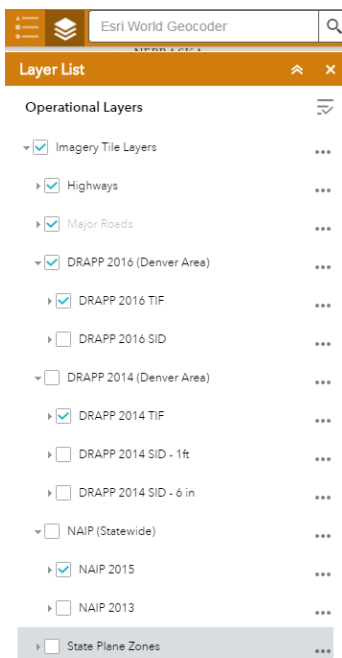 Esri World Geocoder
NEBRASKA
Layer List
Operational Layers
Imagery Tile Layers
Highways
Major Roads
DRAPP 2016 (Denver Area)
DRAPP 2016 TIF
DRAPP 2016 SID
DRAPP 2014 (Denver Area)
DRAPP 2014 TIF
DRAPP 2014 SID - 1ft
DRAPP 2014 SID - 6 in
NAIP (Statewide)
NAIP 2015
NAIP 2013
State Plane Zones